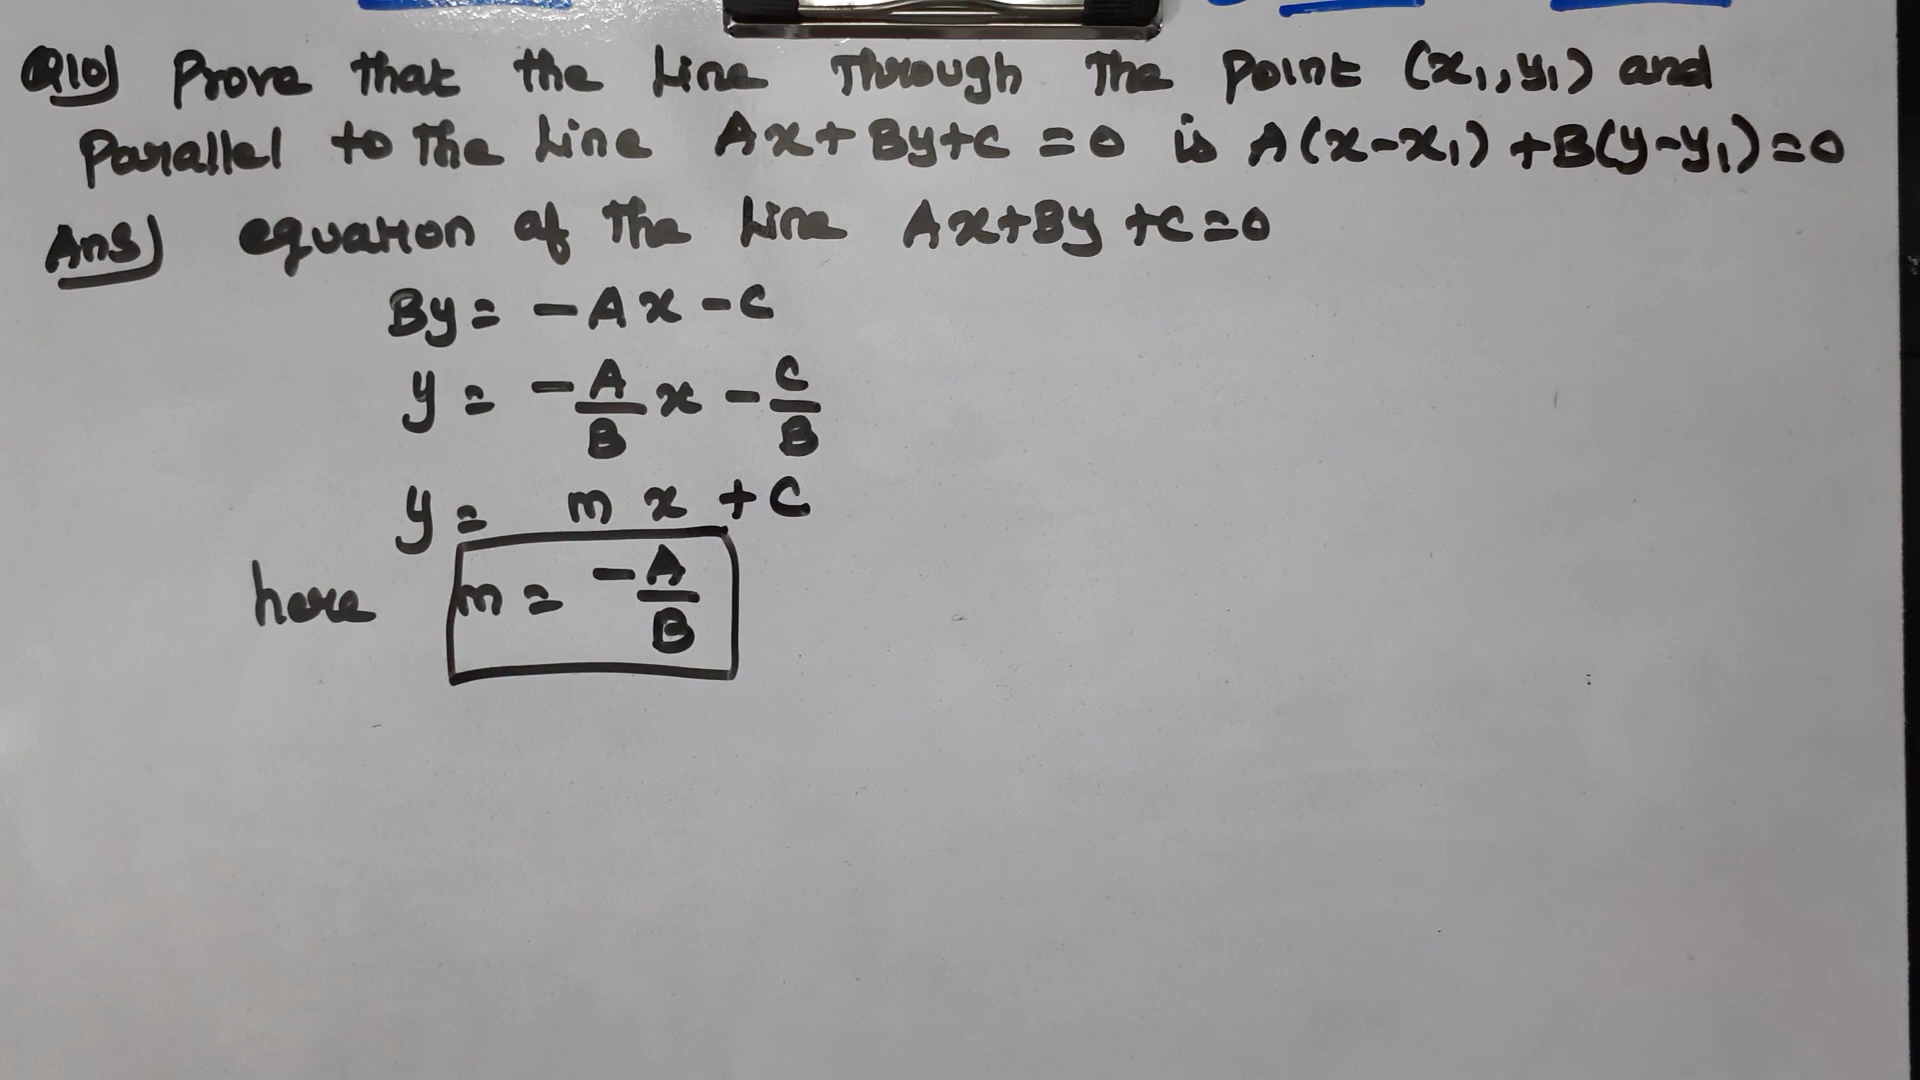 Q10) Prove that the Line Through The Point (x₁, y₁) and
Parallel to The Line Ax + By + C = 0 is A(x-x₁) + B(y-y₁) = 0
Ans) equation of The Line Ax+By +C=0
By = -Ax - C
y = -A/B x - C/B
y = m x + C
here m = -A/B